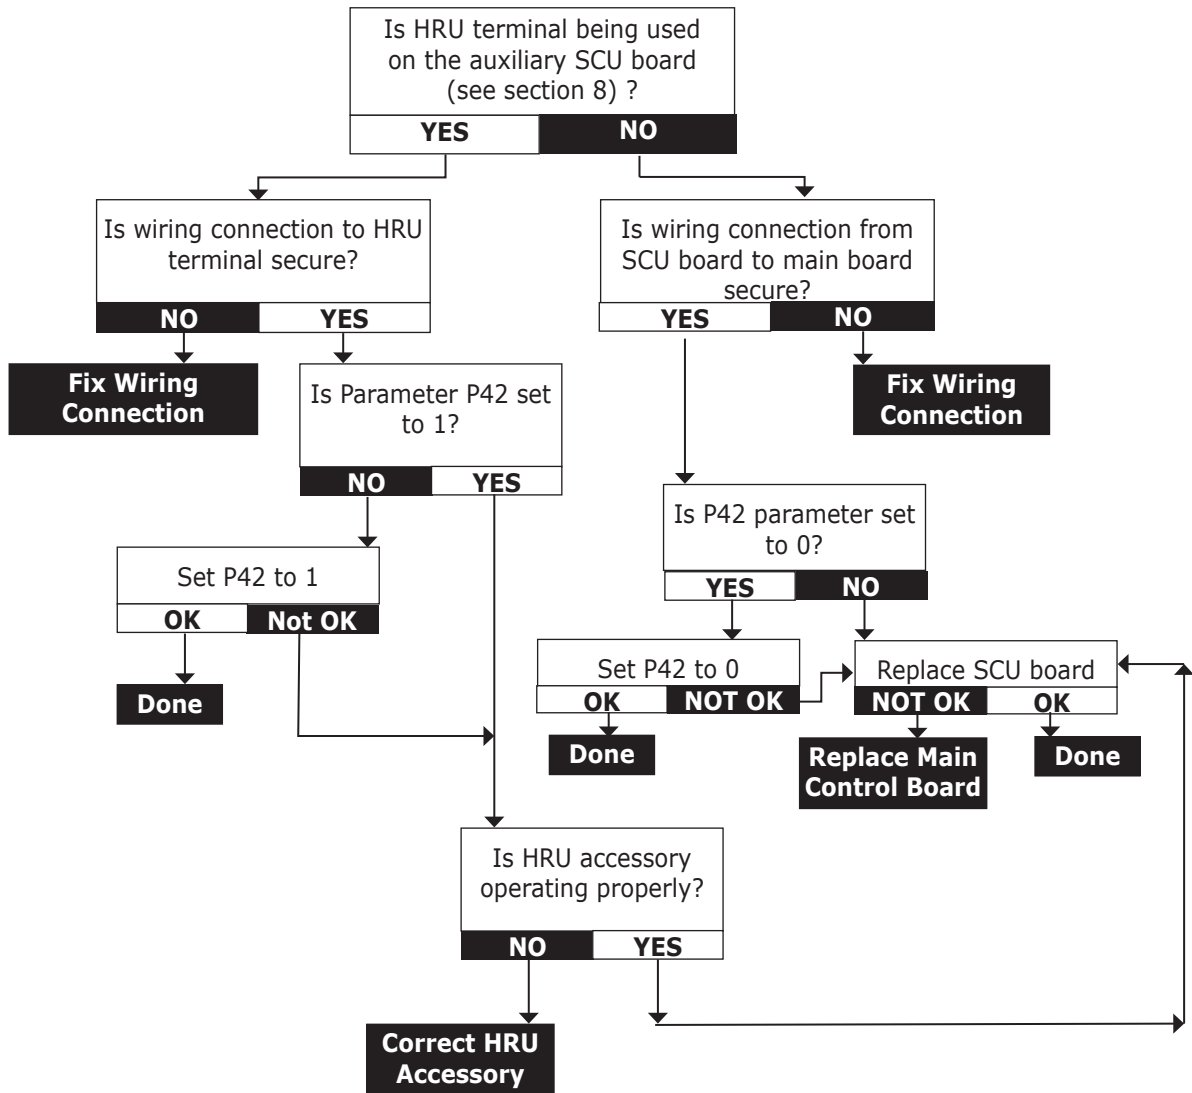 Is HRU terminal being used
on the auxiliary SCU board
(see section 8) ?
YES
NO
Is wiring connection to HRU
terminal secure?
NO
YES
Is wiring connection from
SCU board to main board
secure?
YES
NO
Fix Wiring
Connection
Is Parameter P42 set
to 1?
NO
YES
Fix Wiring
Connection
Is P42 parameter set
to 0?
YES
NO
Set P42 to 1
OK
Not OK
Done
Set P42 to 0
OK
NOT OK
Done
Replace SCU board
NOT OK
OK
Replace Main
Control Board
Done
Is HRU accessory
operating properly?
NO
YES
Correct HRU
Accessory